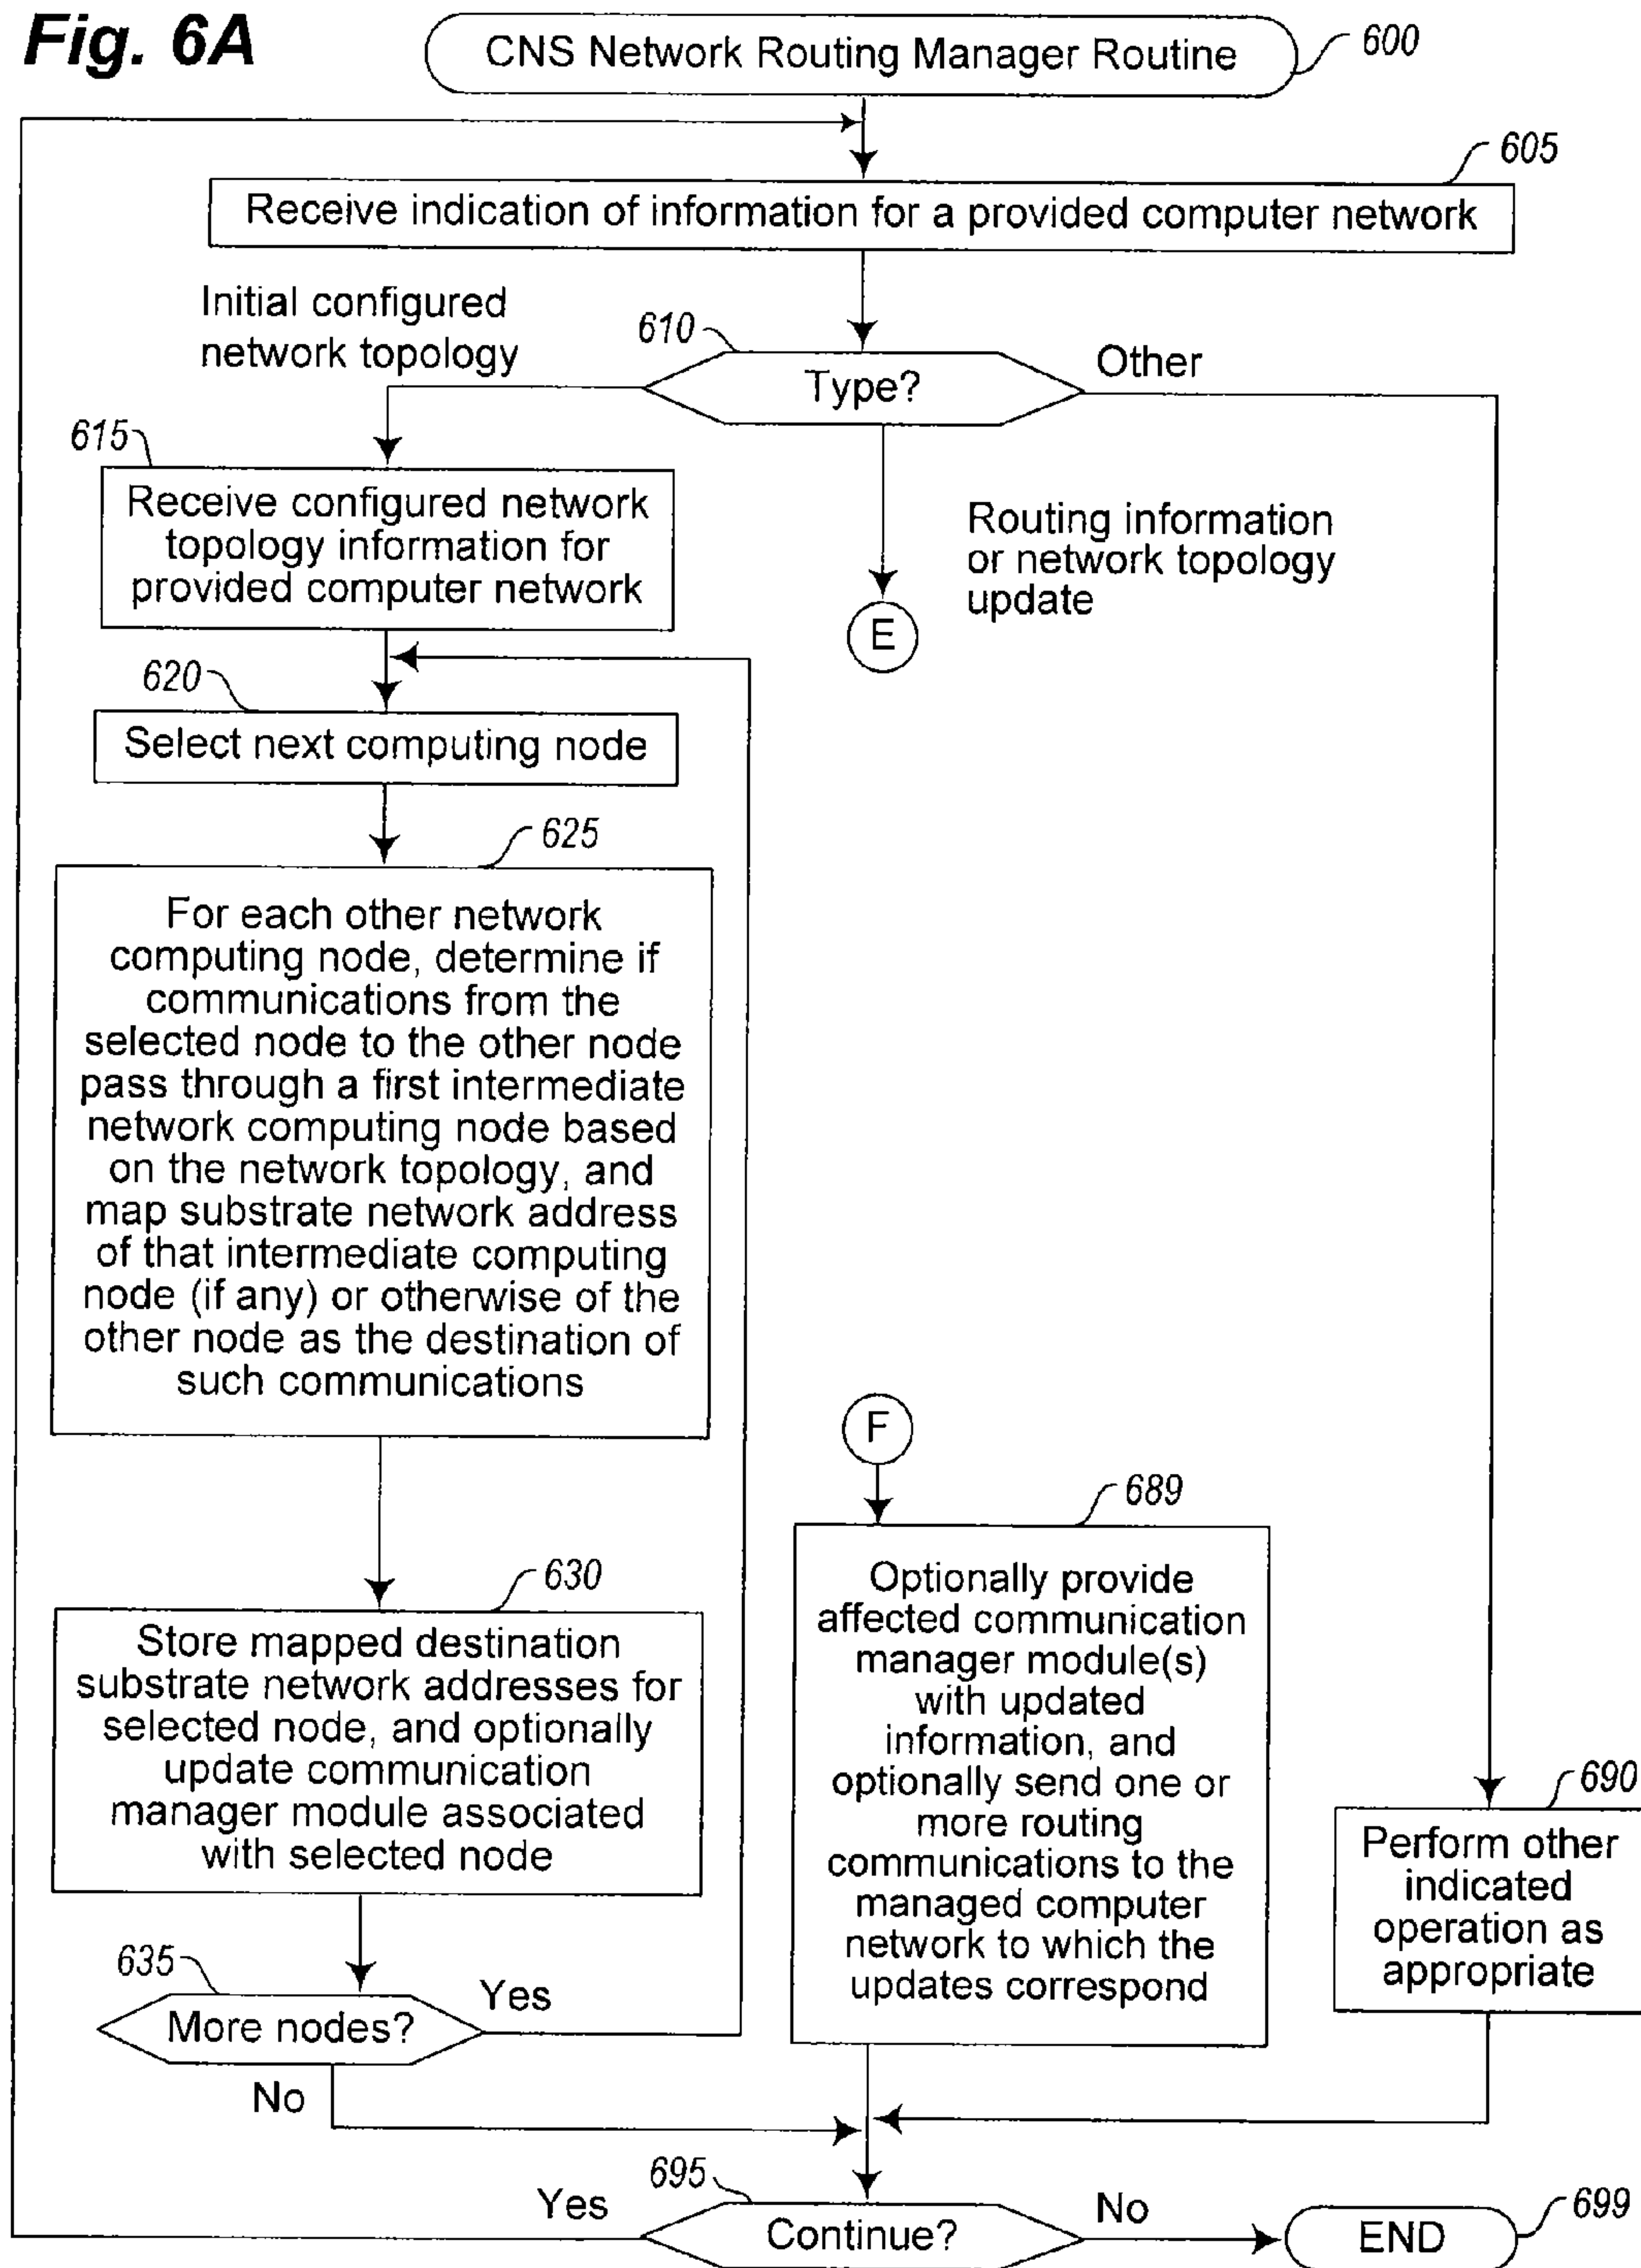 Fig. 6A
CNS Network Routing Manager Routine
600
605
Receive indication of information for a provided computer network
Initial configured
network topology
610
Type?
Other
615
Receive configured network
topology information for
provided computer network
Routing information
or network topology
update
E
620
Select next computing node
625
For each other network
computing node, determine if
communications from the
selected node to the other node
pass through a first intermediate
network computing node based
on the network topology, and
map substrate network address
of that intermediate computing
node (if any) or otherwise of the
other node as the destination of
such communications
F
630
Store mapped destination
substrate network addresses for
selected node, and optionally
update communication
manager module associated
with selected node
689
Optionally provide
affected communication
manager module(s)
with updated
information, and
optionally send one or
more routing
communications to the
managed computer
network to which the
updates correspond
690
Perform other
indicated
operation as
appropriate
635
More nodes?
Yes
No
695
Yes
Continue?
No
END
699